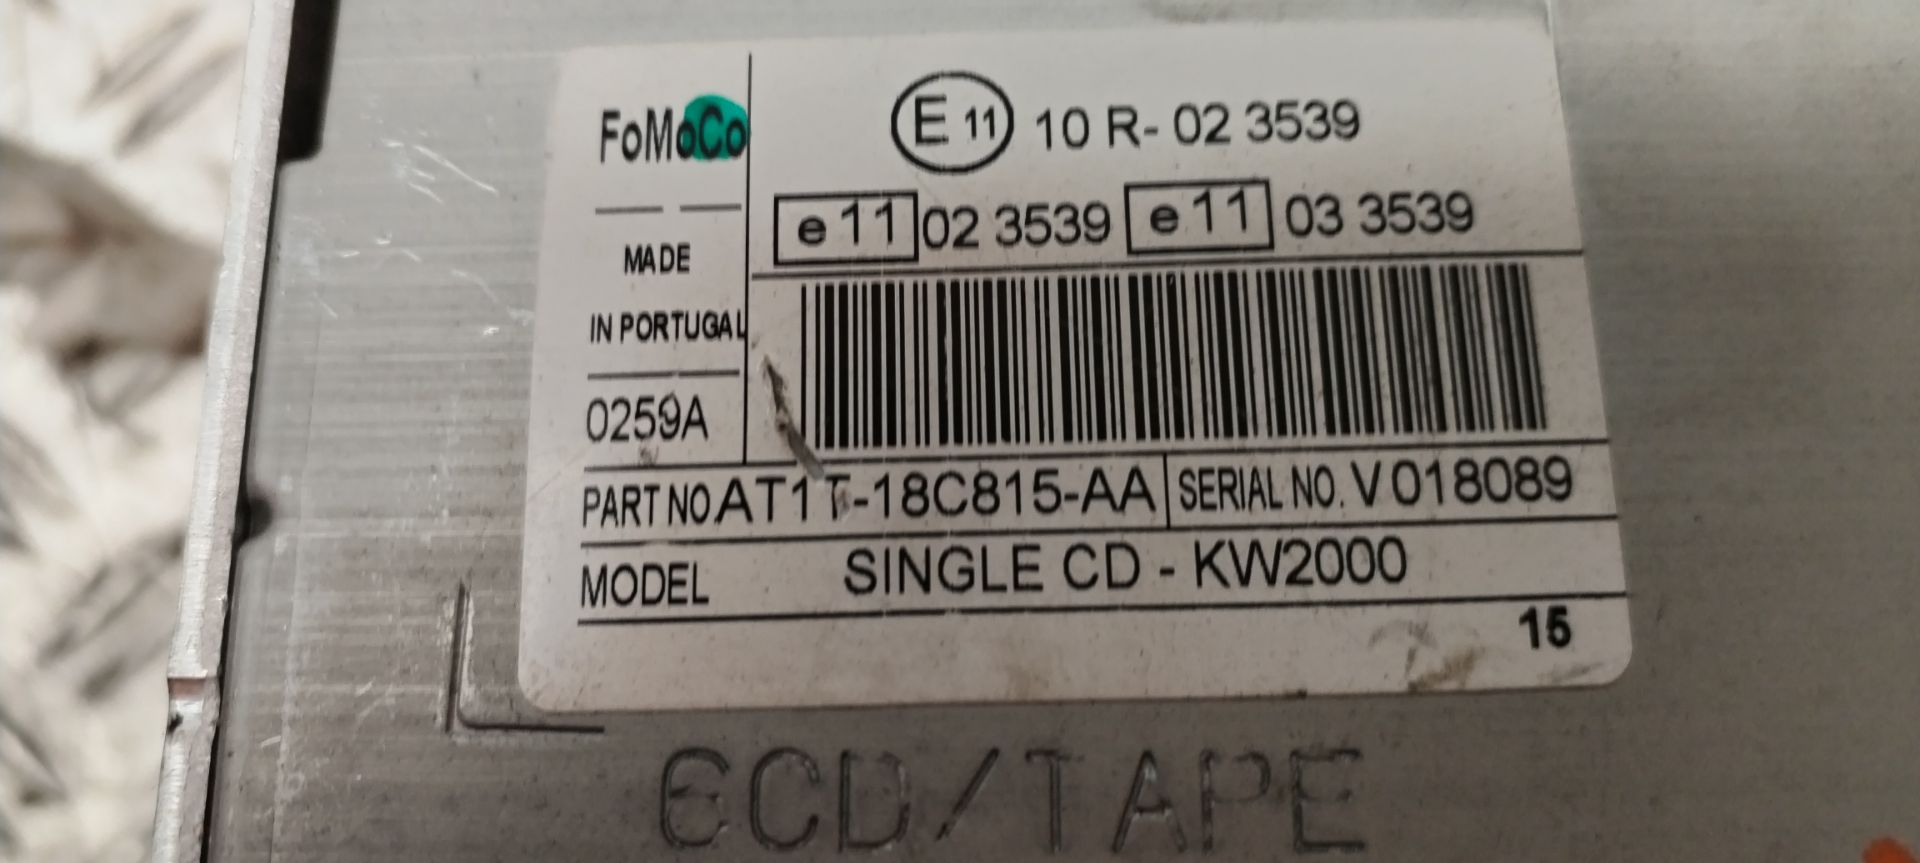 FoMoCo
E 11 10 R- 02 3539
e 11 02 3539 e 11 03 3539
MADE
IN PORTUGAL
0259A
PART NO AT1T-18C815-AA SERIAL NO. V 018089
MODEL SINGLE CD - KW2000
15
6CD/TAPE